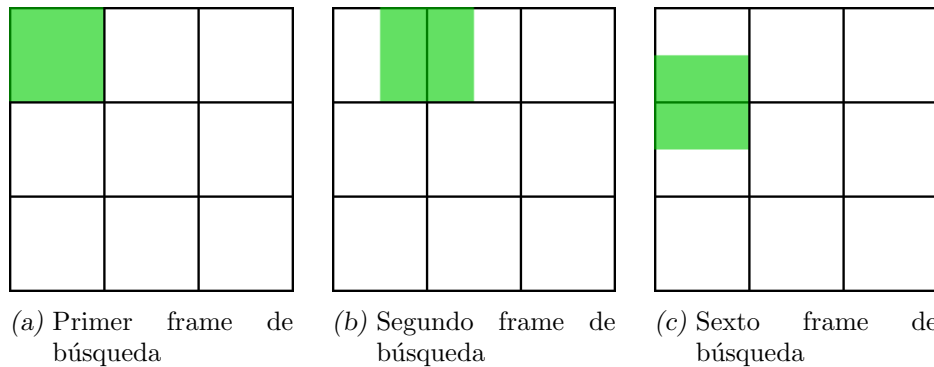 (a) Primer frame de
búsqueda
(b) Segundo frame de
búsqueda
(c) Sexto frame de
búsqueda